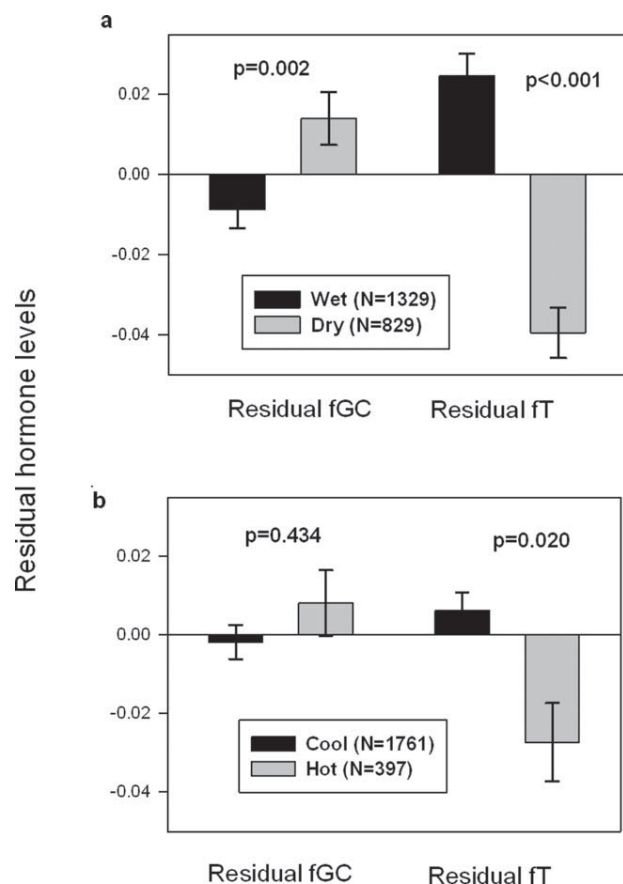 a
p=0.002
p<0.001
0.02
0.00
-0.02
-0.04
Wet (N=1329)
Dry (N=829)
Residual fGC
Residual fT
Residual hormone levels
b
p=0.434
p=0.020
0.02
0.00
-0.02
-0.04
Cool (N=1761)
Hot (N=397)
Residual fGC
Residual fT